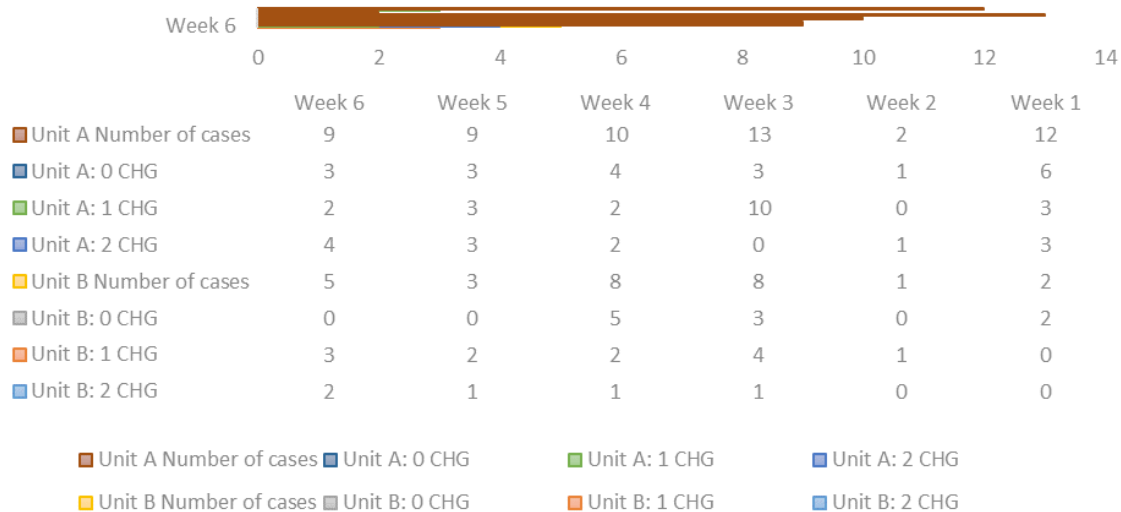 Week 6
0 2 4 6 8 10 12 14
Week 6 Week 5 Week 4 Week 3 Week 2 Week 1
Unit A Number of cases 9 9 10 13 2 12
Unit A: 0 CHG 3 3 4 3 1 6
Unit A: 1 CHG 2 3 2 10 0 3
Unit A: 2 CHG 4 3 2 0 1 3
Unit B Number of cases 5 3 8 8 1 2
Unit B: 0 CHG 0 0 5 3 0 2
Unit B: 1 CHG 3 2 2 4 1 0
Unit B: 2 CHG 2 1 1 1 0 0
Unit A Number of cases Unit A: 0 CHG Unit A: 1 CHG Unit A: 2 CHG
Unit B Number of cases Unit B: 0 CHG Unit B: 1 CHG Unit B: 2 CHG